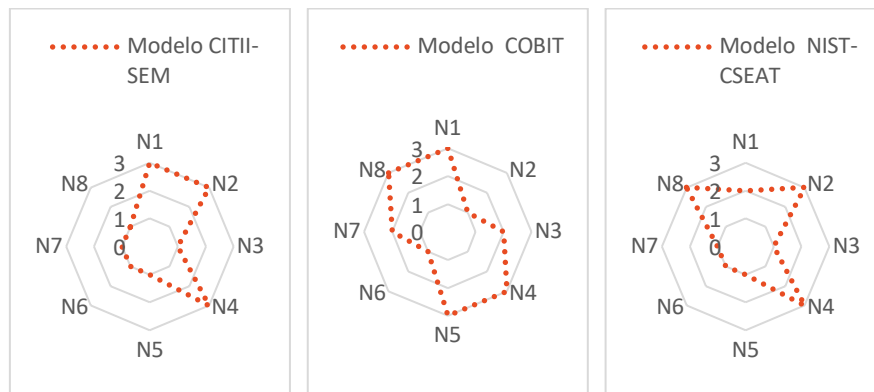 Modelo CITII-
SEM
N1
N2
N3
N4
N5
N6
N7
N8
3
2
1
0
Modelo COBIT
N1
N2
N3
N4
N5
N6
N7
N8
3
2
1
0
Modelo NIST-
CSEAT
N1
N2
N3
N4
N5
N6
N7
N8
3
2
1
0